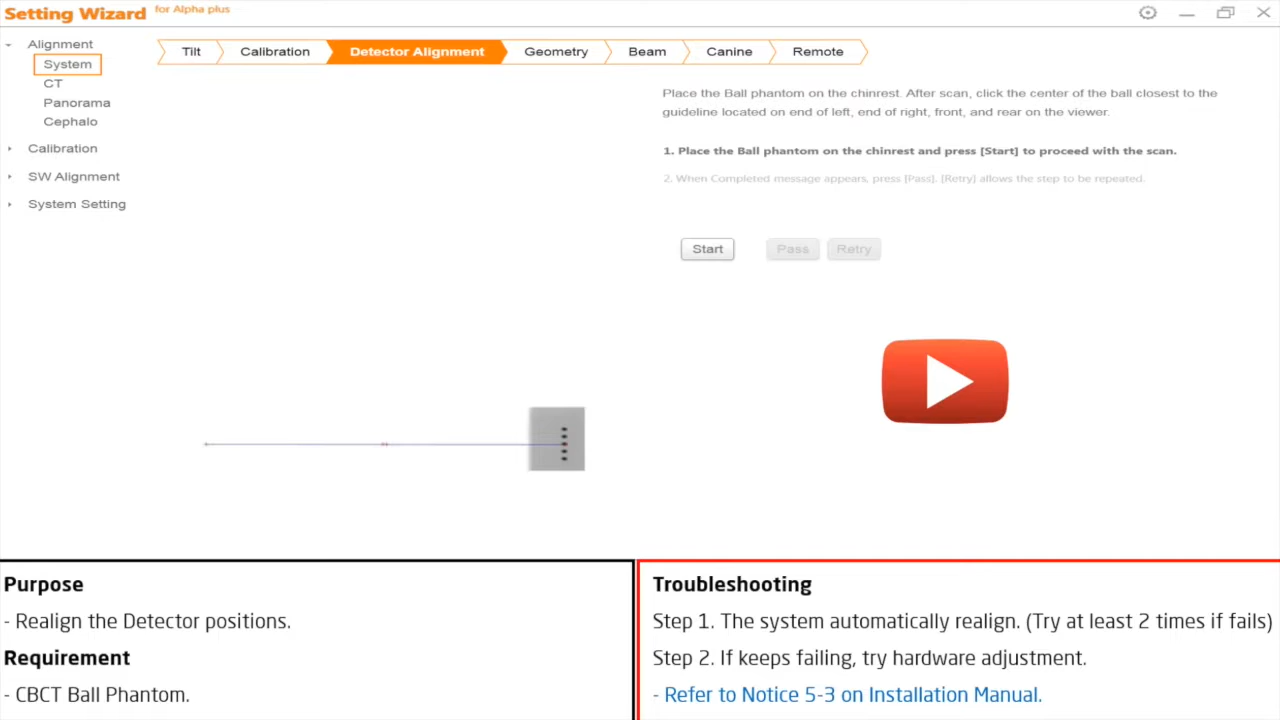 Setting Wizard for Alpha plus
Alignment
System
CT
Panorama
Cephalo
Calibration
SW Alignment
System Setting
Tilt Calibration Detector Alignment Geometry Beam Canine Remote
Place the Ball phantom on the chinrest. After scan, click the center of the ball closest to the
guideline located on end of left, end of right, front, and rear on the viewer.
1. Place the Ball phantom on the chinrest and press [Start] to proceed with the scan.
2. When Completed message appears, press [Pass]. [Retry) allows the step to be repeated.
Start Pass Retry
Purpose
- Realign the Detector positions.
Requirement
- CBCT Ball Phantom.
Troubleshooting
Step 1. The system automatically realign. (Try at least 2 times if fails)
Step 2. If keeps failing, try hardware adjustment.
- Refer to Notice 5-3 on Installation Manual.